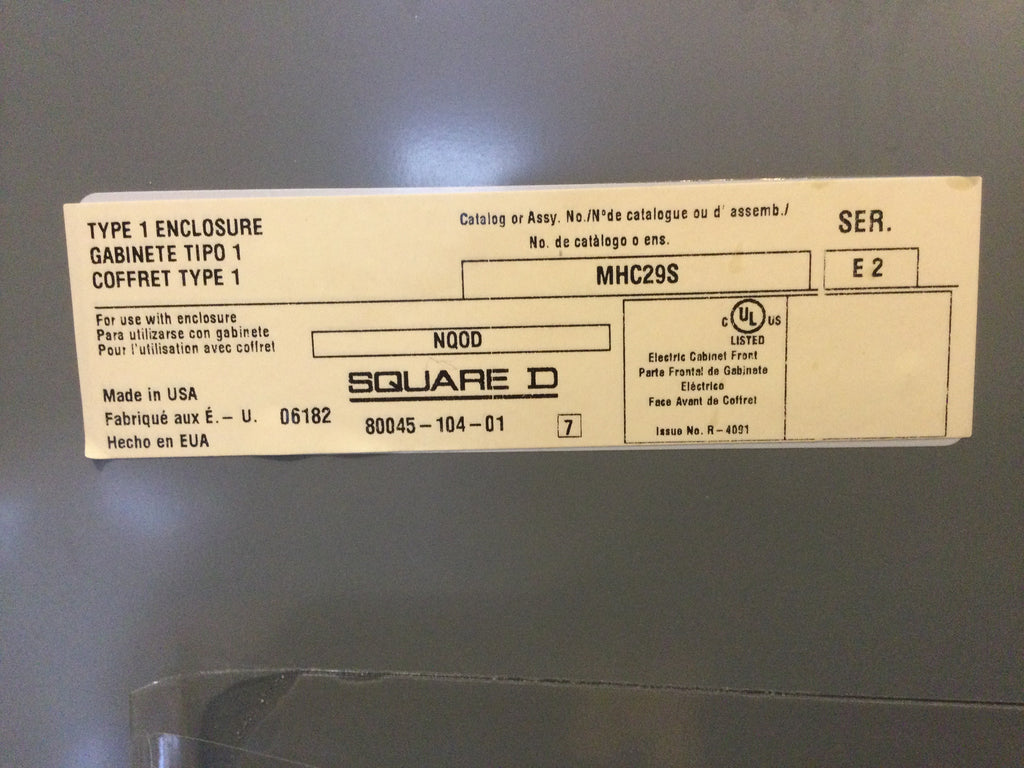 TYPE 1 ENCLOSURE
GABINETE TIPO 1
COFFRET TYPE 1
Catalog or Assy. No./N°de catalogue ou d' assemb./
No. de catàlogo o ens.
MHC29S
SER.
E 2
For use with enclosure
Para utilizarse con gabinete
Pour l'utilisation avec coffret
NQOD
SQUARE D
Made in USA
Fabriqué aux É.- U. 06182
Hecho en EUA
80045-104-01
7
C UL US
LISTED
Electric Cabinet Front
Parte Frontal de Gabinete
Eléctrico
Face Avant de Coffret
Issue No. R-4091